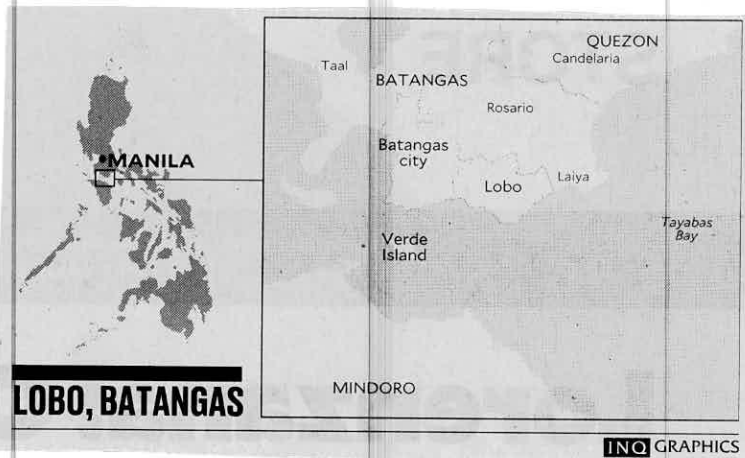 MANILA
LOBO, BATANGAS
QUEZON
Candelaria
Taal
BATANGAS
Rosario
Batangas
city
Lobo
Laiya
Tayabas
Bay
Verde
Island
MINDORO
INQ GRAPHICS